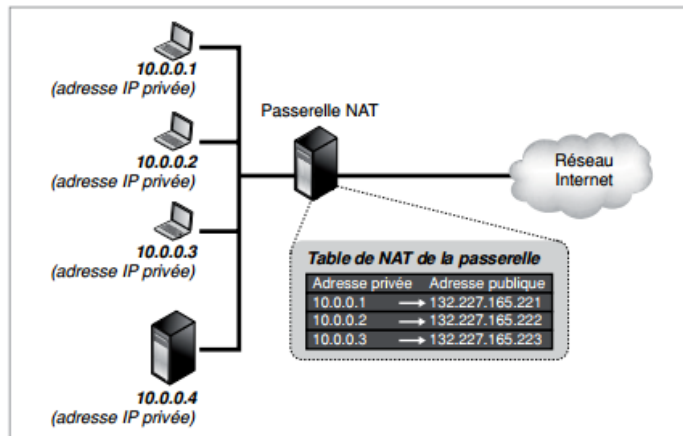 10.0.0.1
(adresse IP privée)
10.0.0.2
(adresse IP privée)
10.0.0.3
(adresse IP privée)
10.0.0.4
(adresse IP privée)
Passerelle NAT
Réseau
Internet
Table de NAT de la passerelle
Adresse privée Adresse publique
10.0.0.1 → 132.227.165.221
10.0.0.2 → 132.227.165.222
10.0.0.3 → 132.227.165.223